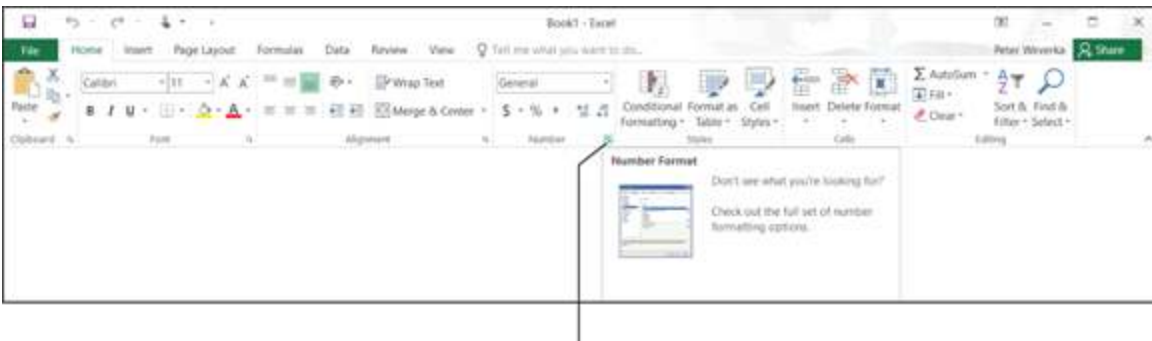 Book1 - Excel
File Home Insert Page Layout Formulas Data Review View Tell me what you want to do... Peter Weverka Share
Calibri 11 A A Wrap Text General AutoSum
Fill
Paste B I U A Merge & Center $ % Conditional Formatting Format as Table Cell Styles Insert Delete Format Clear Sort & Filter Find & Select
Clipboard Font Alignment Number Styles Cells Editing
Number Format
Don't see what you're looking for?
Check out the full set of number
formatting options.